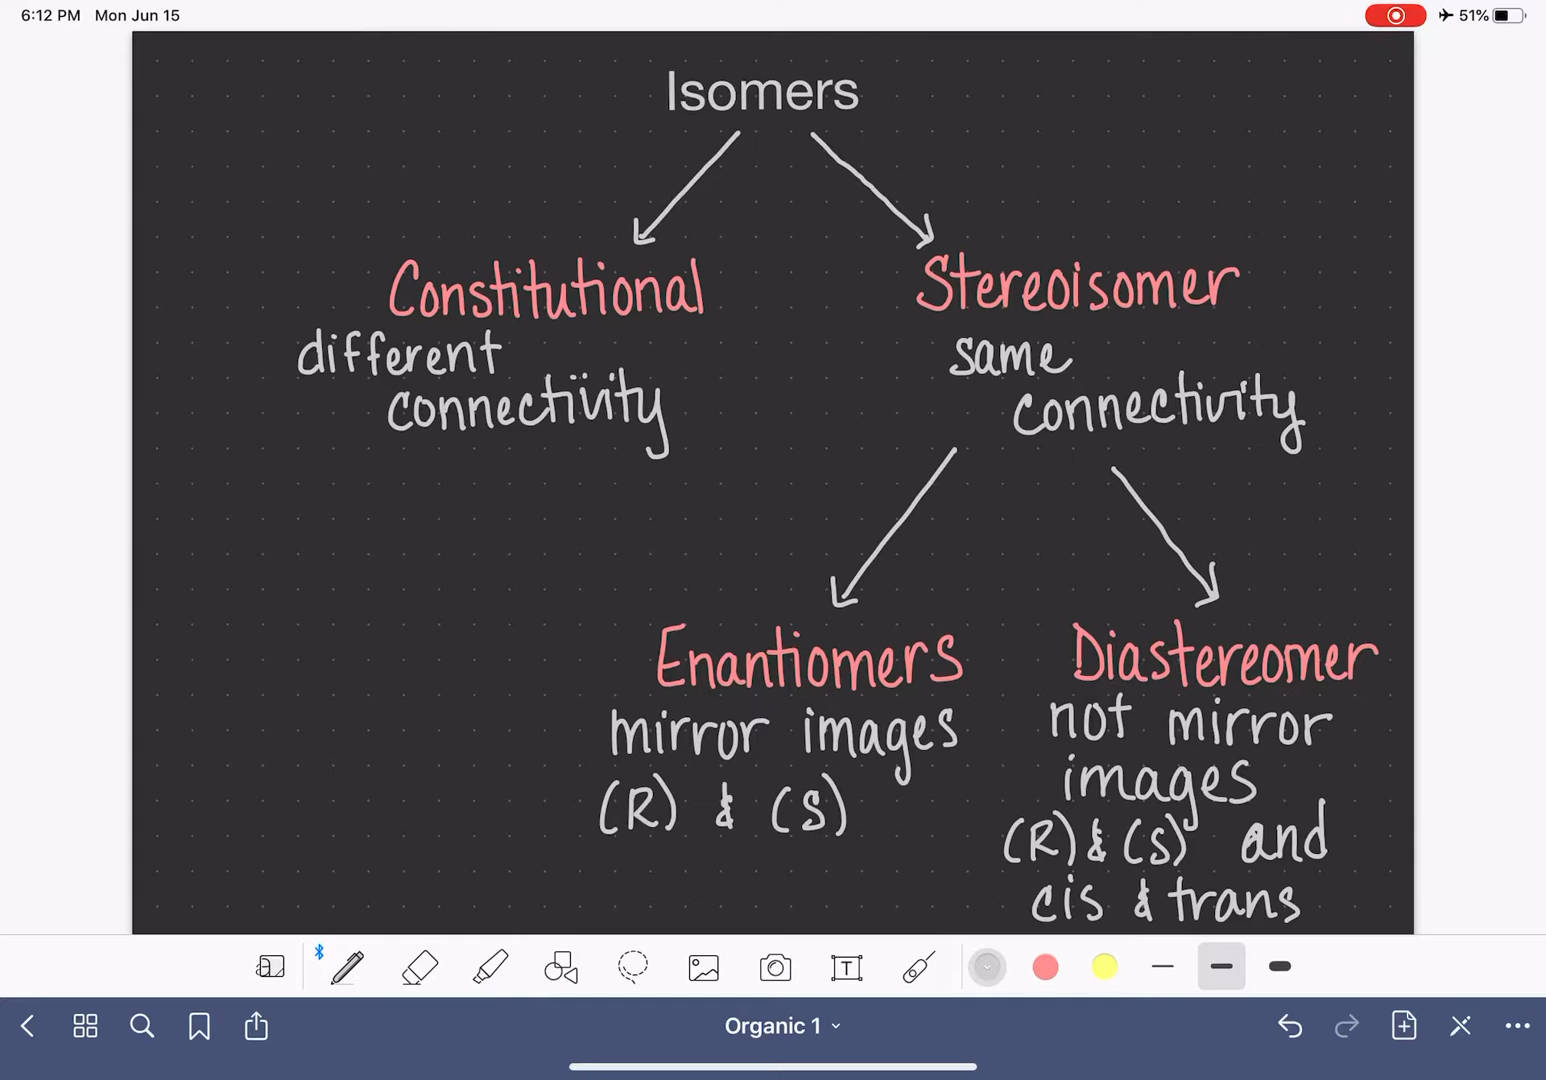 6:12 PM Mon Jun 15
51%
Isomers
Constitutional
different
connectivity
Stereoisomer
same
connectivity
Enantiomers
mirror images
(R) & (S)
Diastereomer
not mirror
images
(R) & (S) and
cis & trans
T
Organic 1